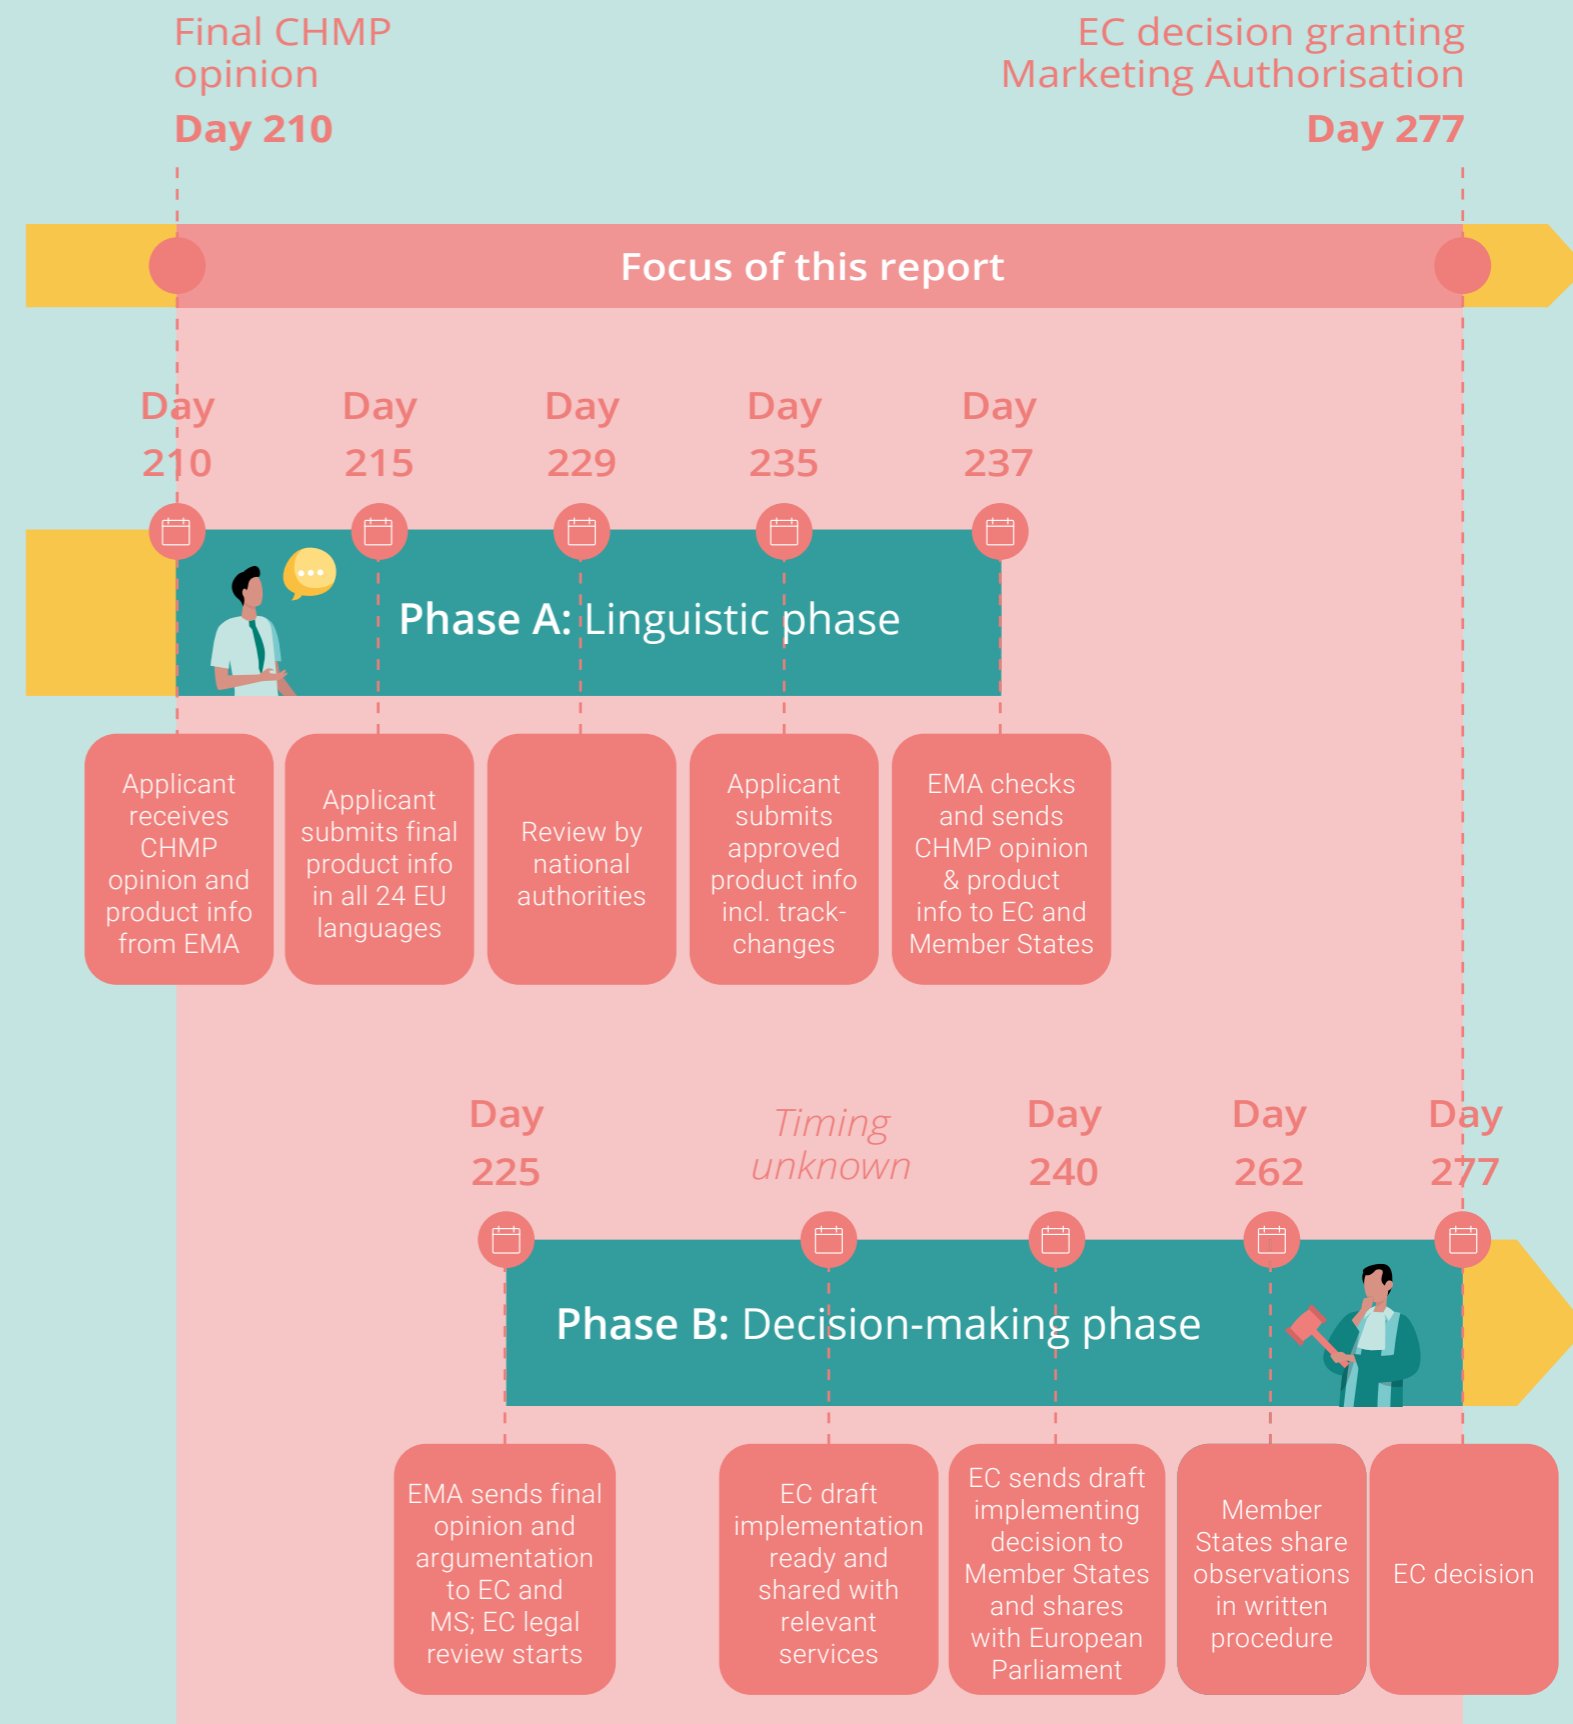 Final CHMP
opinion
Day 210
EC decision granting
Marketing Authorisation
Day 277
Focus of this report
Day
210
Day
215
Day
229
Day
235
Day
237
Phase A: Linguistic phase
Applicant
receives
CHMP
opinion and
product info
from EMA
Applicant
submits final
product info
in all 24 EU
languages
Review by
national
authorities
Applicant
submits
approved
product info
incl. track-
changes
EMA checks
and sends
CHMP opinion
& product
info to EC and
Member States
Day
225
Timing
unknown
Day
240
Day
262
Day
277
Phase B: Decision-making phase
EMA sends final
opinion and
argumentation
to EC and
MS; EC legal
review starts
EC draft
implementation
ready and
shared with
relevant
services
EC sends draft
implementing
decision to
Member States
and shares
with European
Parliament
Member
States share
observations
in written
procedure
EC decision